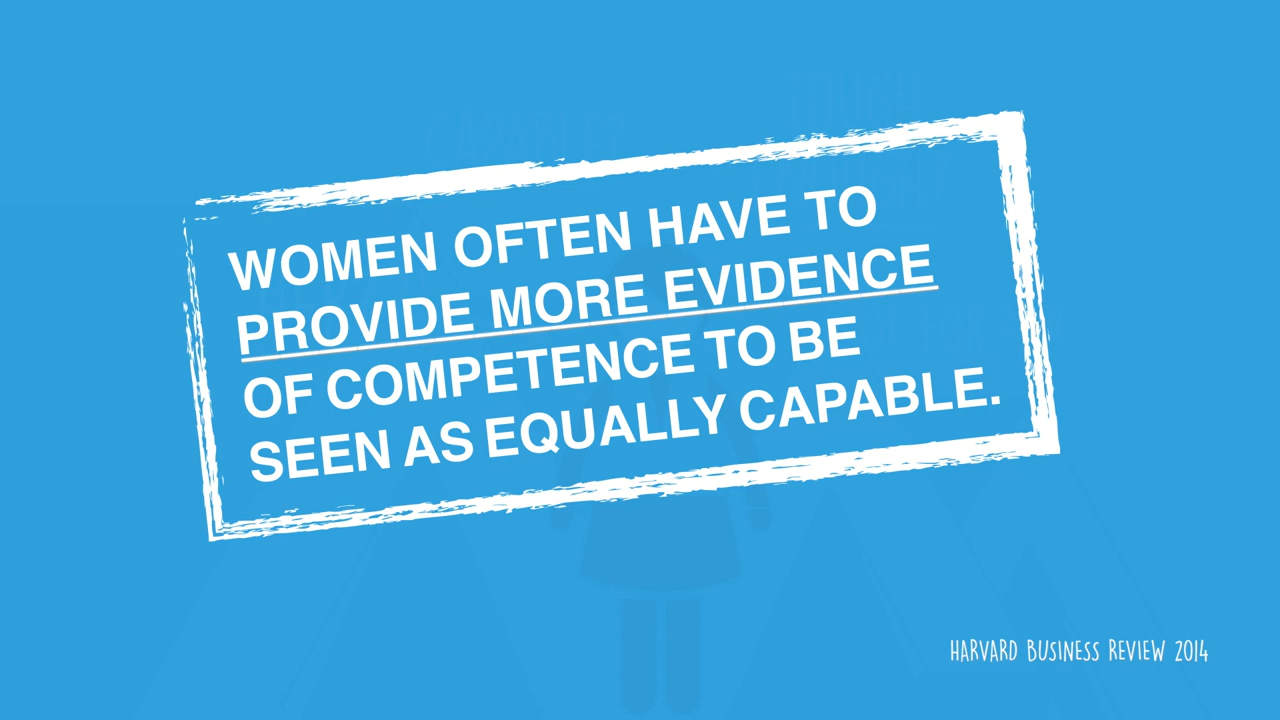 WOMEN OFTEN HAVE TO
PROVIDE MORE EVIDENCE
OF COMPETENCE TO BE
SEEN AS EQUALLY CAPABLE.
HARVARD BUSINESS REVIEW 2014